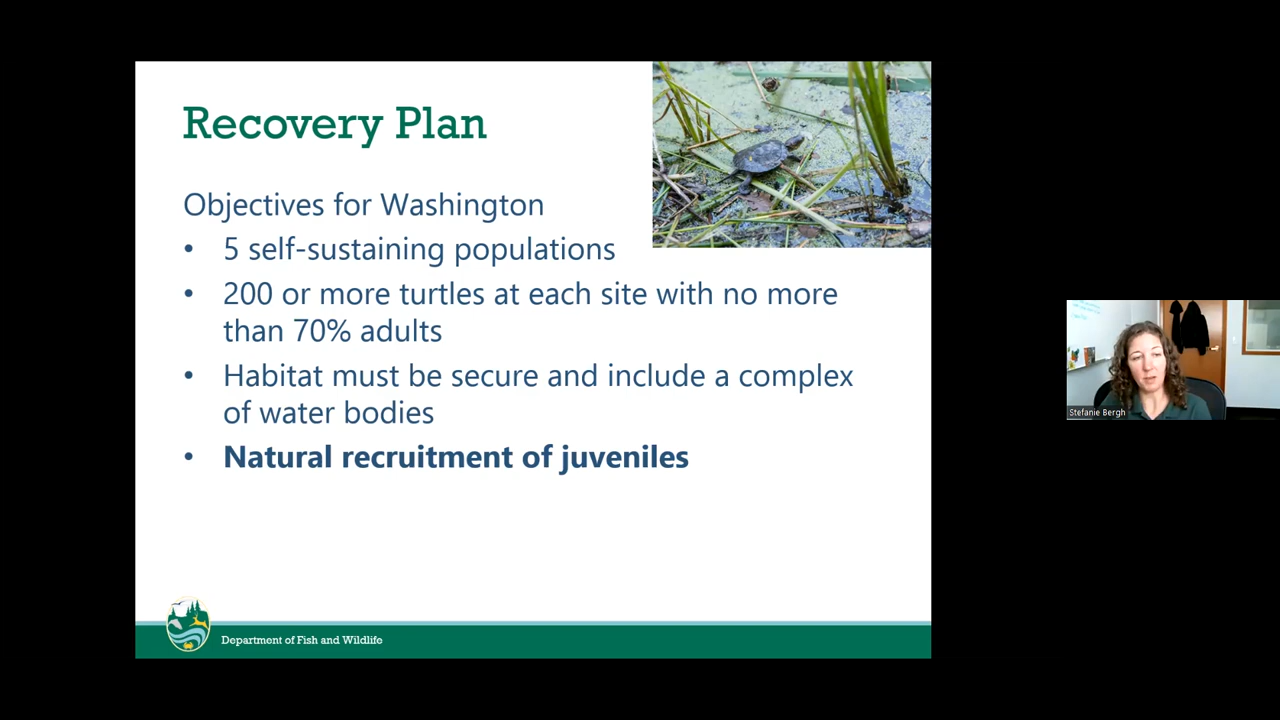 Recovery Plan
Objectives for Washington
• 5 self-sustaining populations
• 200 or more turtles at each site with no more
than 70% adults
• Habitat must be secure and include a complex
of water bodies
• Natural recruitment of juveniles
Department of Fish and Wildlife
Stefanie Bergh